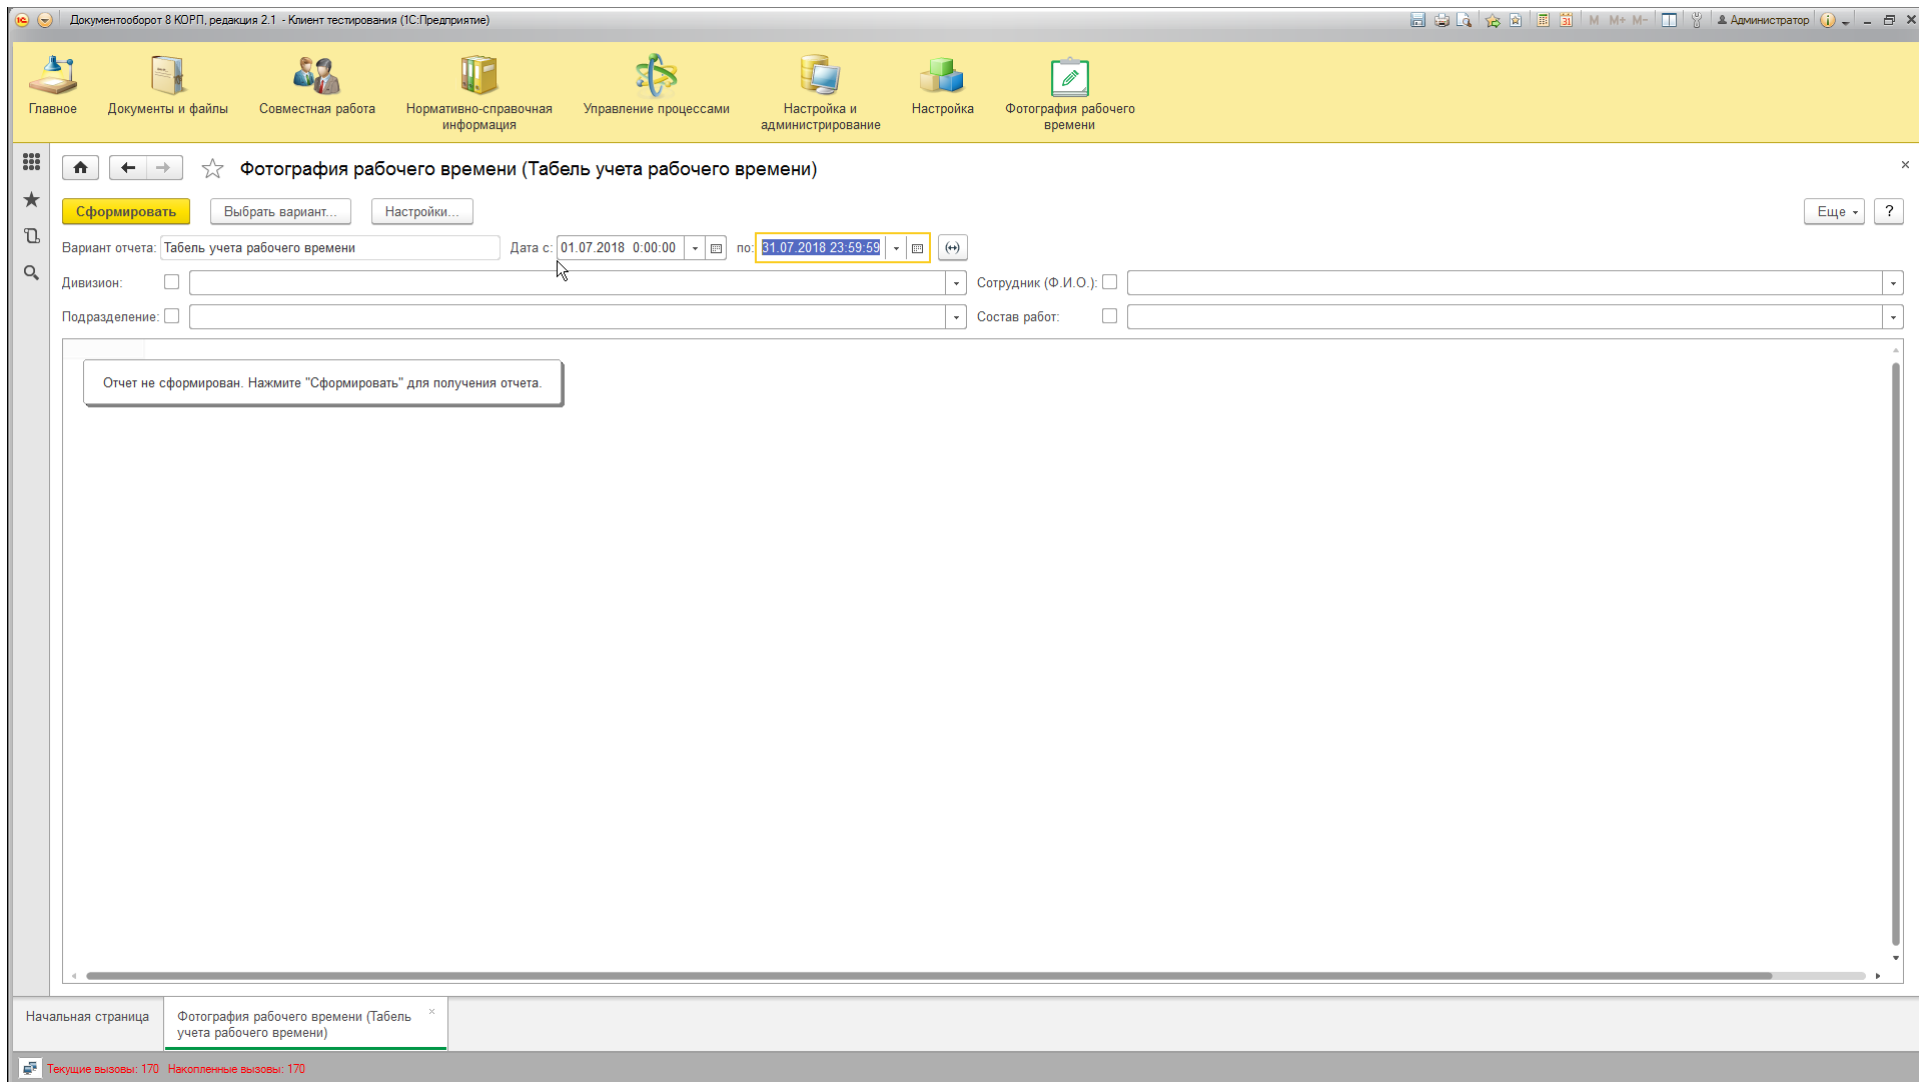 Документооборот 8 КОРП, редакция 2.1 - Клиент тестирования (1С:Предприятие)
M M+ M- Администратор
Главное
Документы и файлы
Совместная работа
Нормативно-справочная
информация
Управление процессами
Настройка и
администрирование
Настройка
Фотография рабочего
времени
Фотография рабочего времени (Табель учета рабочего времени)
Сформировать Выбрать вариант... Настройки... Еще ?
Вариант отчета: Табель учета рабочего времени Дата с: 01.07.2018 0:00:00 по: 31.07.2018 23:59:59
Дивизион: Сотрудник (Ф.И.О.):
Подразделение: Состав работ:
Отчет не сформирован. Нажмите "Сформировать" для получения отчета.
Начальная страница
Фотография рабочего времени (Табель
учета рабочего времени)
Текущие вызовы: 170 Накопленные вызовы: 170